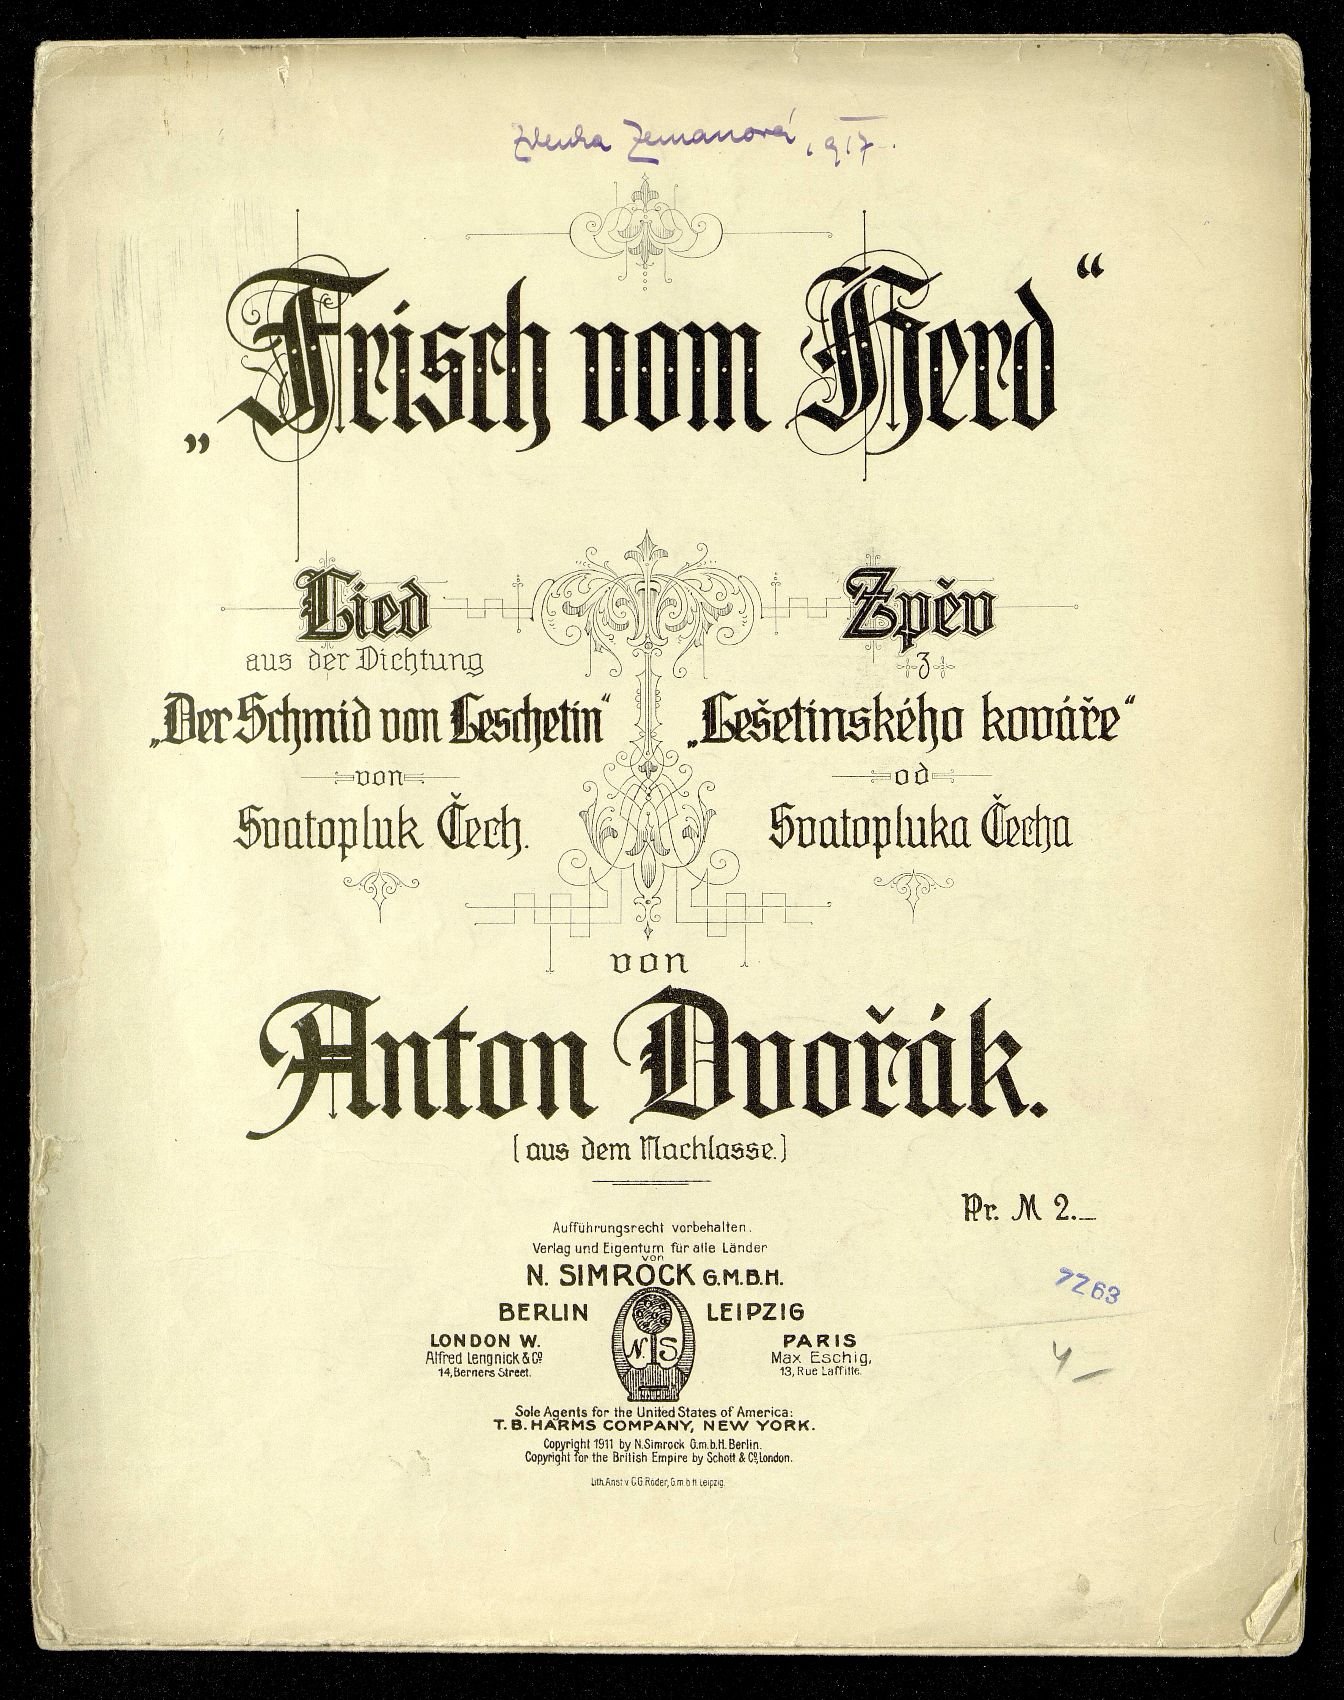 Zdenka Zemanová, 1917.
„Frisch vom Herd“
Lied
aus der Dichtung
„Der Schmid von Leschetin“
von
Svatopluk Čech.
Zpěv
z
„Lešetinského kováře“
od
Svatopluka Čecha
von
Anton Dvořák.
(aus dem Nachlasse.)
Pr. M 2._
Aufführungsrecht vorbehalten.
Verlag und Eigentum für alle Länder
von
N. SIMROCK G.M.B.H.
BERLIN LEIPZIG
LONDON W.
Alfred Lengnick & Cº
14, Berners Street.
N. S.
PARIS
Max Eschig,
13, Rue Laffitte.
Sole Agents for the United States of America:
T. B. HARMS COMPANY, NEW YORK.
Copyright 1911 by N. Simrock G.m.b.H. Berlin.
Copyright for the British Empire by Schott & Cº, London.
Lith. Anst v. C.G. Röder, G.m.b.H. Leipzig.
7263
4_